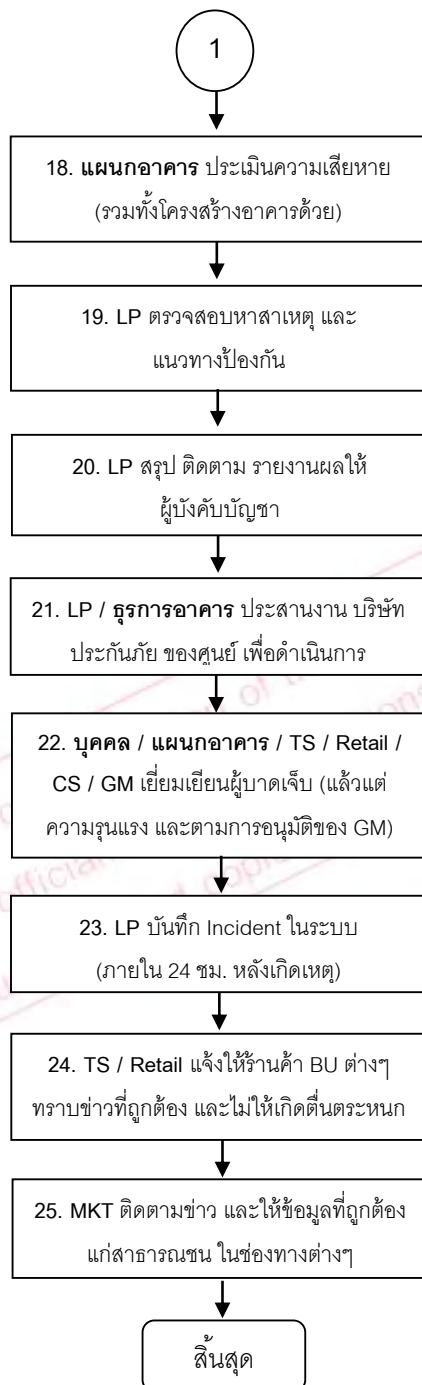 1
18. แผนกอาคาร ประเมินความเสียหาย
(รวมทั้งโครงสร้างอาคารด้วย)
19. LP ตรวจสอบหาสาเหตุ และ
แนวทางป้องกัน
20. LP สรุป ติดตาม รายงานผลให้
ผู้บังคับบัญชา
21. LP / ธุรการอาคาร ประสานงาน บริษัท
ประกันภัย ของศูนย์ เพื่อดำเนินการ
22. บุคคล / แผนกอาคาร / TS / Retail /
CS / GM เยี่ยมเยียนผู้บาดเจ็บ (แล้วแต่
ความรุนแรง และตามการอนุมัติของ GM)
23. LP บันทึก Incident ในระบบ
(ภายใน 24 ชม. หลังเกิดเหตุ)
24. TS / Retail แจ้งให้ร้านค้า BU ต่างๆ
ทราบข่าวที่ถูกต้อง และไม่ให้เกิดตื่นตระหนก
25. MKT ติดตามข่าว และให้ข้อมูลที่ถูกต้อง
แก่สาธารณชน ในช่องทางต่างๆ
สิ้นสุด